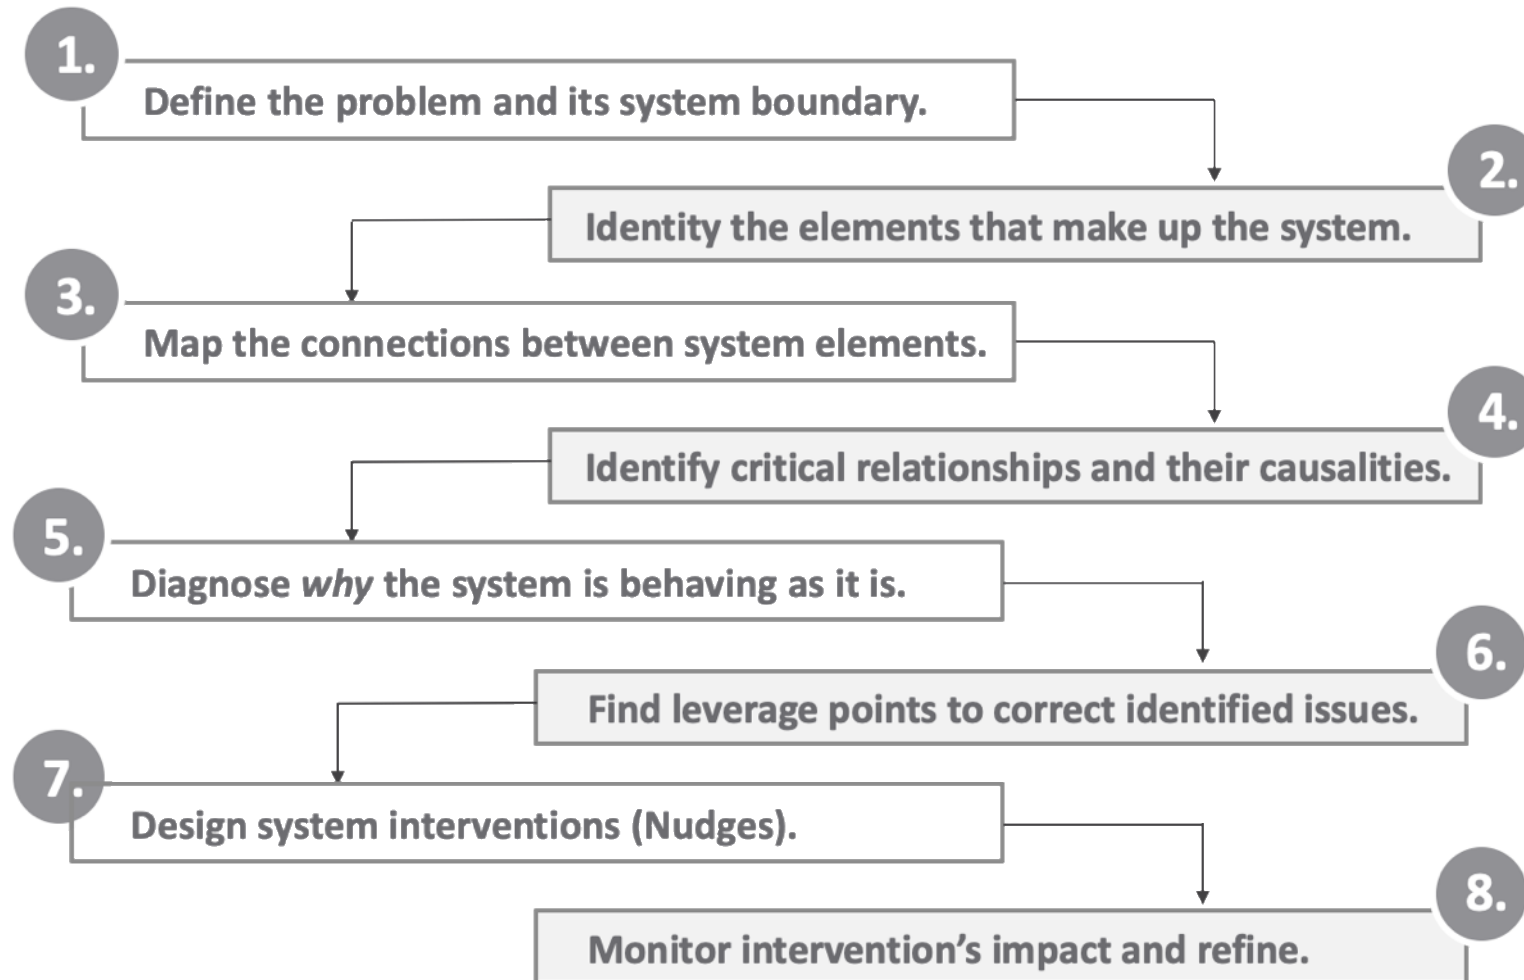 1.
Define the problem and its system boundary.
2.
Identity the elements that make up the system.
3.
Map the connections between system elements.
4.
Identify critical relationships and their causalities.
5.
Diagnose why the system is behaving as it is.
6.
Find leverage points to correct identified issues.
7.
Design system interventions (Nudges).
8.
Monitor intervention’s impact and refine.